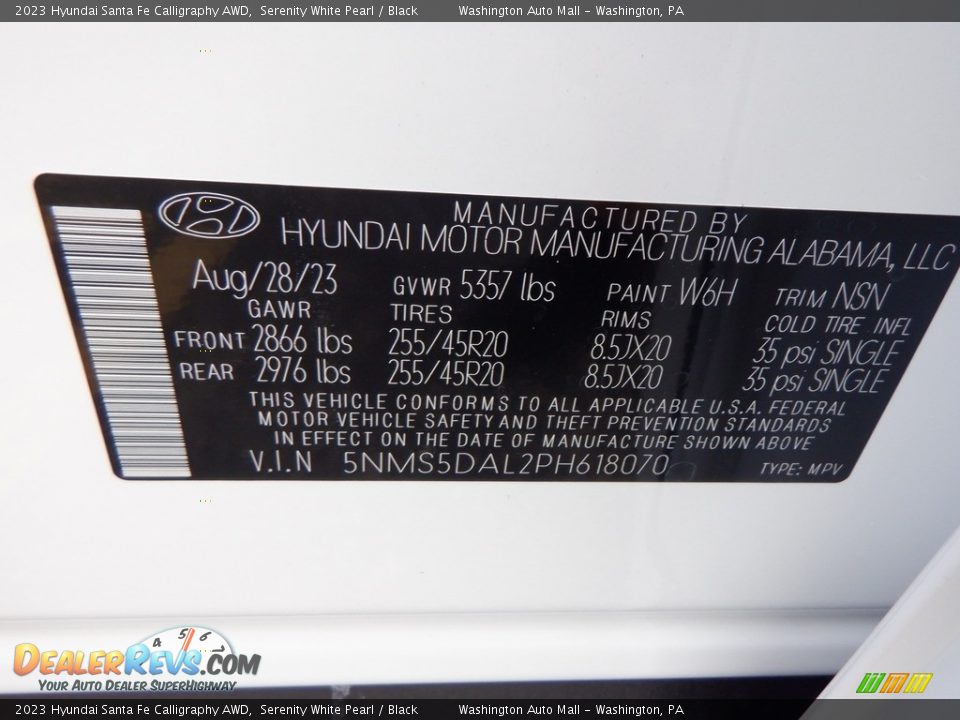 2023 Hyundai Santa Fe Calligraphy AWD, Serenity White Pearl / Black Washington Auto Mall - Washington, PA
MANUFACTURED BY
HYUNDAI MOTOR MANUFACTURING ALABAMA, LLC
Aug/28/23 GVWR 5357 lbs PAINT W6H TRIM NSN
GAWR TIRES RIMS COLD TIRE INFL
FRONT 2866 lbs 255/45R20 8.5JX20 35 psi SINGLE
REAR 2976 lbs 255/45R20 8.5JX20 35 psi SINGLE
THIS VEHICLE CONFORMS TO ALL APPLICABLE U.S.A. FEDERAL
MOTOR VEHICLE SAFETY AND THEFT PREVENTION STANDARDS
IN EFFECT ON THE DATE OF MANUFACTURE SHOWN ABOVE
V.I.N 5NMS5DAL2PH618070 TYPE: MPV
4 5 6 7
DEALERREVS.COM
YOUR AUTO DEALER SUPERHIGHWAY
2023 Hyundai Santa Fe Calligraphy AWD, Serenity White Pearl / Black Washington Auto Mall - Washington, PA